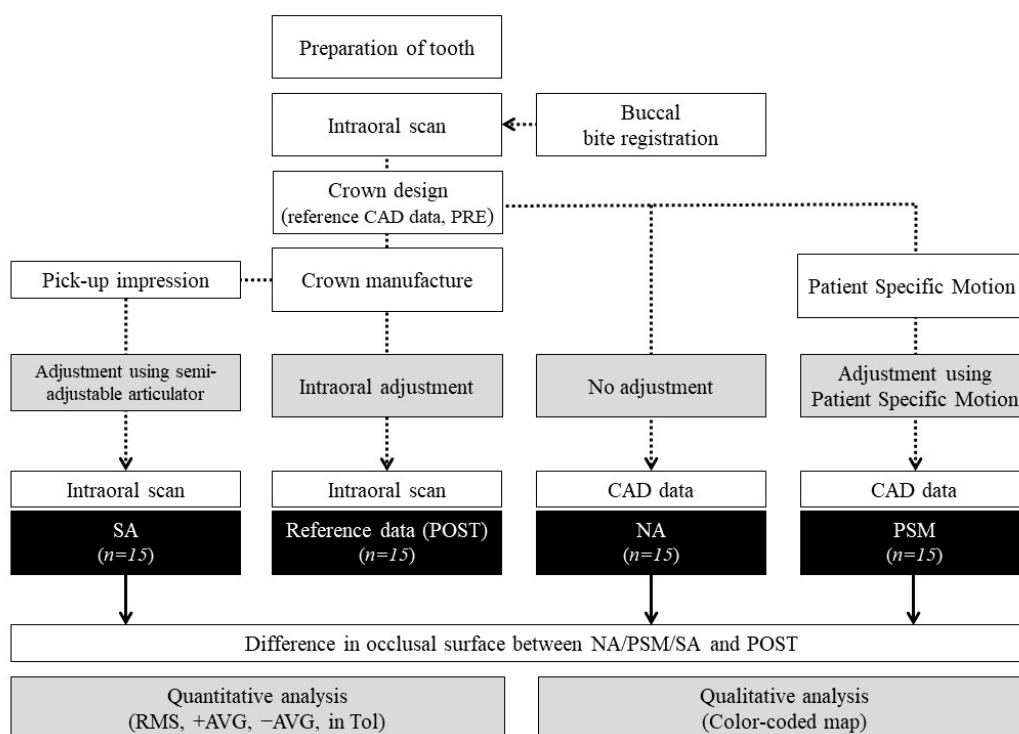 Preparation of tooth
Intraoral scan
Buccal
bite registration
Crown design
(reference CAD data, PRE)
Pick-up impression
Crown manufacture
Patient Specific Motion
Adjustment using semi-
adjustable articulator
Intraoral adjustment
No adjustment
Adjustment using
Patient Specific Motion
Intraoral scan
Intraoral scan
CAD data
CAD data
SA
(n=15)
Reference data (POST)
(n=15)
NA
(n=15)
PSM
(n=15)
Difference in occlusal surface between NA/PSM/SA and POST
Quantitative analysis
(RMS, +AVG, −AVG, in Tol)
Qualitative analysis
(Color-coded map)